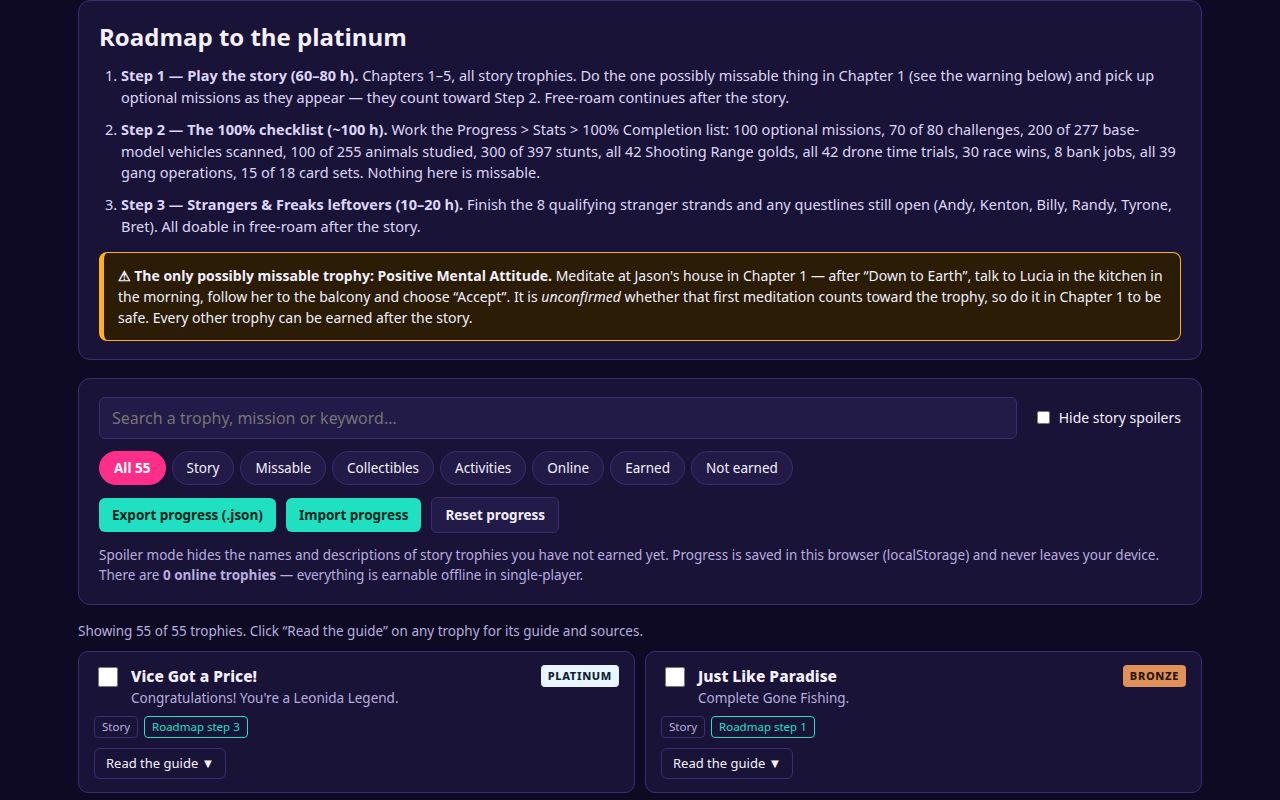 Roadmap to the platinum
1. Step 1 — Play the story (60–80 h). Chapters 1–5, all story trophies. Do the one possibly missable thing in Chapter 1 (see the warning below) and pick up
optional missions as they appear — they count toward Step 2. Free-roam continues after the story.
2. Step 2 — The 100% checklist (~100 h). Work the Progress > Stats > 100% Completion list: 100 optional missions, 70 of 80 challenges, 200 of 277 base-
model vehicles scanned, 100 of 255 animals studied, 300 of 397 stunts, all 42 Shooting Range golds, all 42 drone time trials, 30 race wins, 8 bank jobs, all 39
gang operations, 15 of 18 card sets. Nothing here is missable.
3. Step 3 — Strangers & Freaks leftovers (10–20 h). Finish the 8 qualifying stranger strands and any questlines still open (Andy, Kenton, Billy, Randy, Tyrone,
Bret). All doable in free-roam after the story.
⚠ The only possibly missable trophy: Positive Mental Attitude. Meditate at Jason's house in Chapter 1 — after “Down to Earth”, talk to Lucia in the kitchen in
the morning, follow her to the balcony and choose “Accept”. It is unconfirmed whether that first meditation counts toward the trophy, so do it in Chapter 1 to be
safe. Every other trophy can be earned after the story.
Search a trophy, mission or keyword...
Hide story spoilers
All 55 Story Missable Collectibles Activities Online Earned Not earned
Export progress (.json) Import progress Reset progress
Spoiler mode hides the names and descriptions of story trophies you have not earned yet. Progress is saved in this browser (localStorage) and never leaves your device.
There are 0 online trophies — everything is earnable offline in single-player.
Showing 55 of 55 trophies. Click “Read the guide” on any trophy for its guide and sources.
Vice Got a Price! PLATINUM
Congratulations! You're a Leonida Legend.
Story Roadmap step 3
Read the guide ▼
Just Like Paradise BRONZE
Complete Gone Fishing.
Story Roadmap step 1
Read the guide ▼